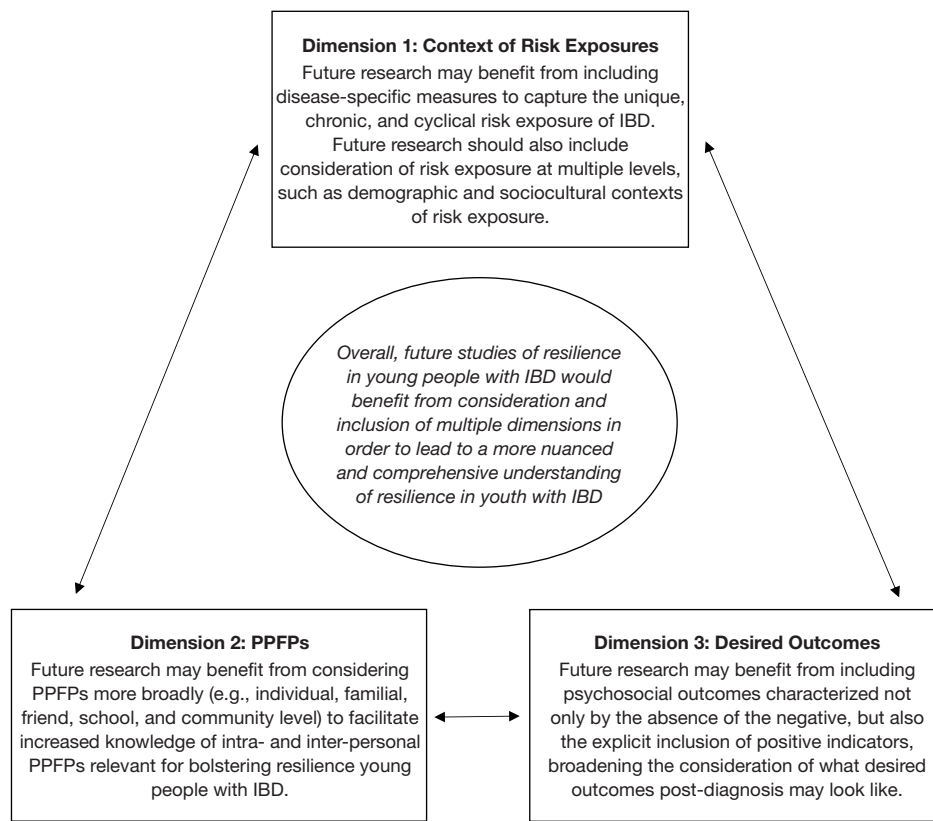 Dimension 1: Context of Risk Exposures
Future research may benefit from including
disease-specific measures to capture the unique,
chronic, and cyclical risk exposure of IBD.
Future research should also include
consideration of risk exposure at multiple levels,
such as demographic and sociocultural contexts
of risk exposure.
Overall, future studies of resilience
in young people with IBD would
benefit from consideration and
inclusion of multiple dimensions in
order to lead to a more nuanced
and comprehensive understanding
of resilience in youth with IBD
Dimension 2: PPFPs
Future research may benefit from considering
PPFPs more broadly (e.g., individual, familial,
friend, school, and community level) to facilitate
increased knowledge of intra- and inter-personal
PPFPs relevant for bolstering resilience young
people with IBD.
Dimension 3: Desired Outcomes
Future research may benefit from including
psychosocial outcomes characterized not
only by the absence of the negative, but also
the explicit inclusion of positive indicators,
broadening the consideration of what desired
outcomes post-diagnosis may look like.